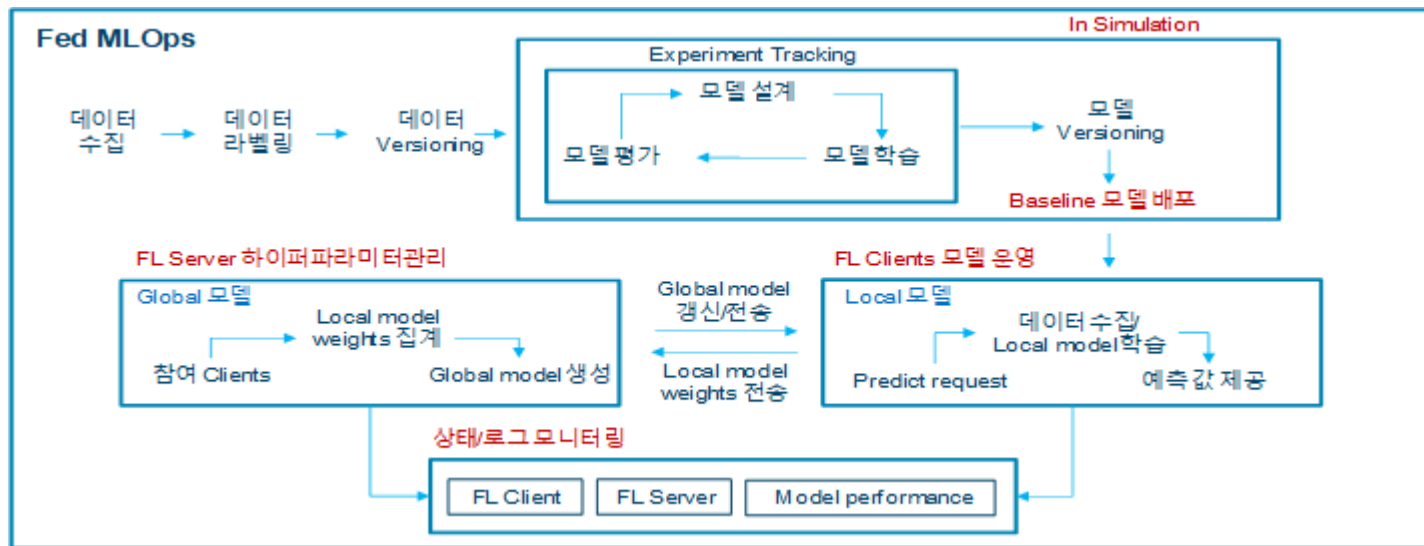 Fed MLOps
In Simulation
Experiment Tracking
데이터
수집
데이터
라벨링
데이터
Versioning
모델 설계
모델평가
모델학습
모델
Versioning
Baseline 모델배포
FL Server 하이퍼파라미터관리
Global 모델
Local model
weights 집계
참여 Clients
Global model 생성
Global model
갱신/전송
Local model
weights 전송
FL Clients 모델 운영
Local 모델
데이터 수집/
Local model학습
Predict request
예측값 제공
상태/로그모니터링
FL Client
FL Server
Model performance